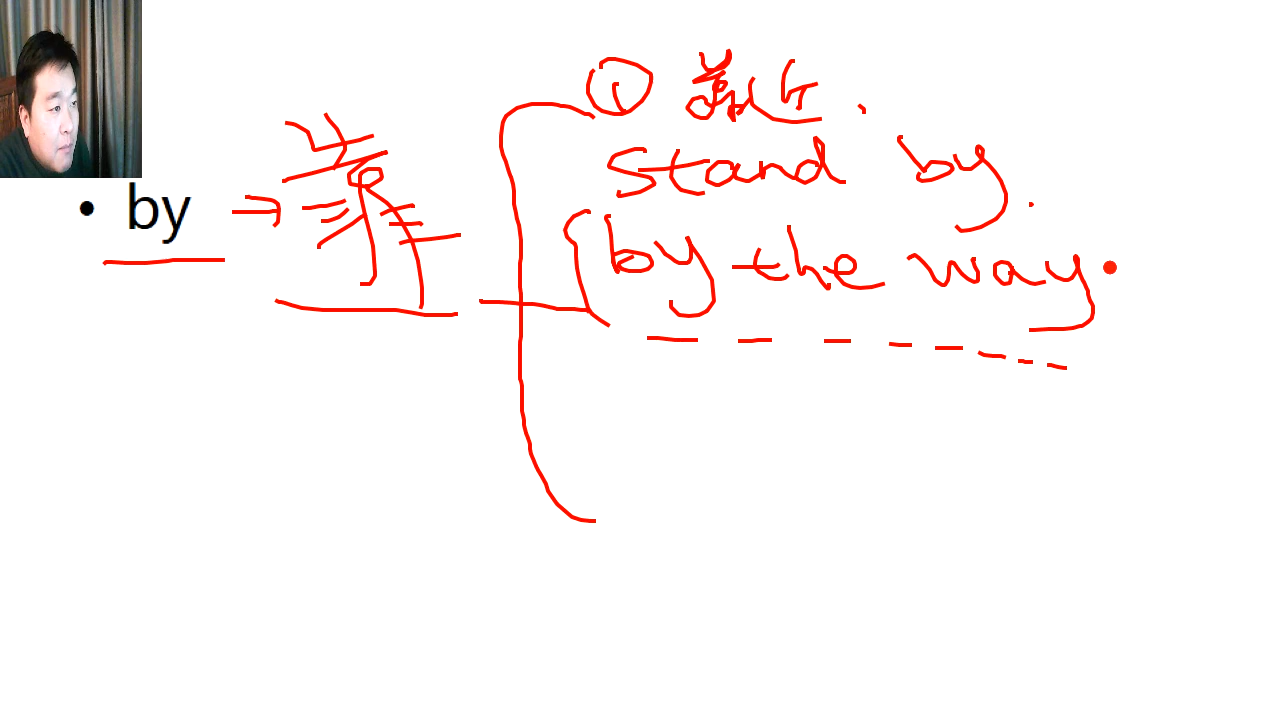 ① 靠近.
stand by.
• by → 靠
by the way.